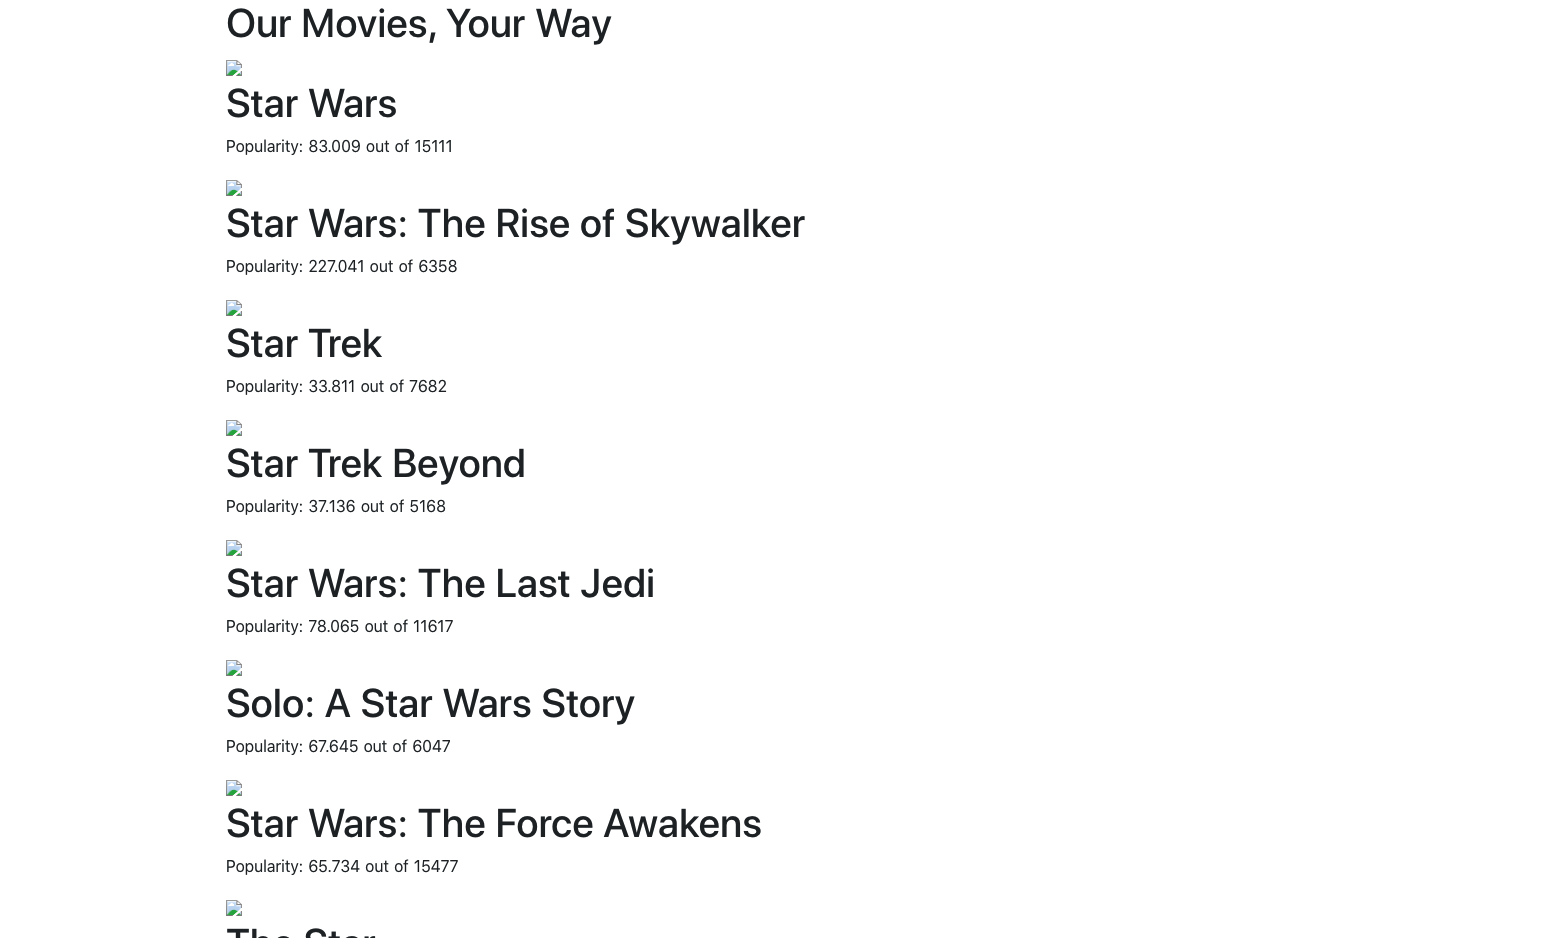 Our Movies, Your Way
Star Wars
Popularity: 83.009 out of 15111
Star Wars: The Rise of Skywalker
Popularity: 227.041 out of 6358
Star Trek
Popularity: 33.811 out of 7682
Star Trek Beyond
Popularity: 37.136 out of 5168
Star Wars: The Last Jedi
Popularity: 78.065 out of 11617
Solo: A Star Wars Story
Popularity: 67.645 out of 6047
Star Wars: The Force Awakens
Popularity: 65.734 out of 15477
The Star